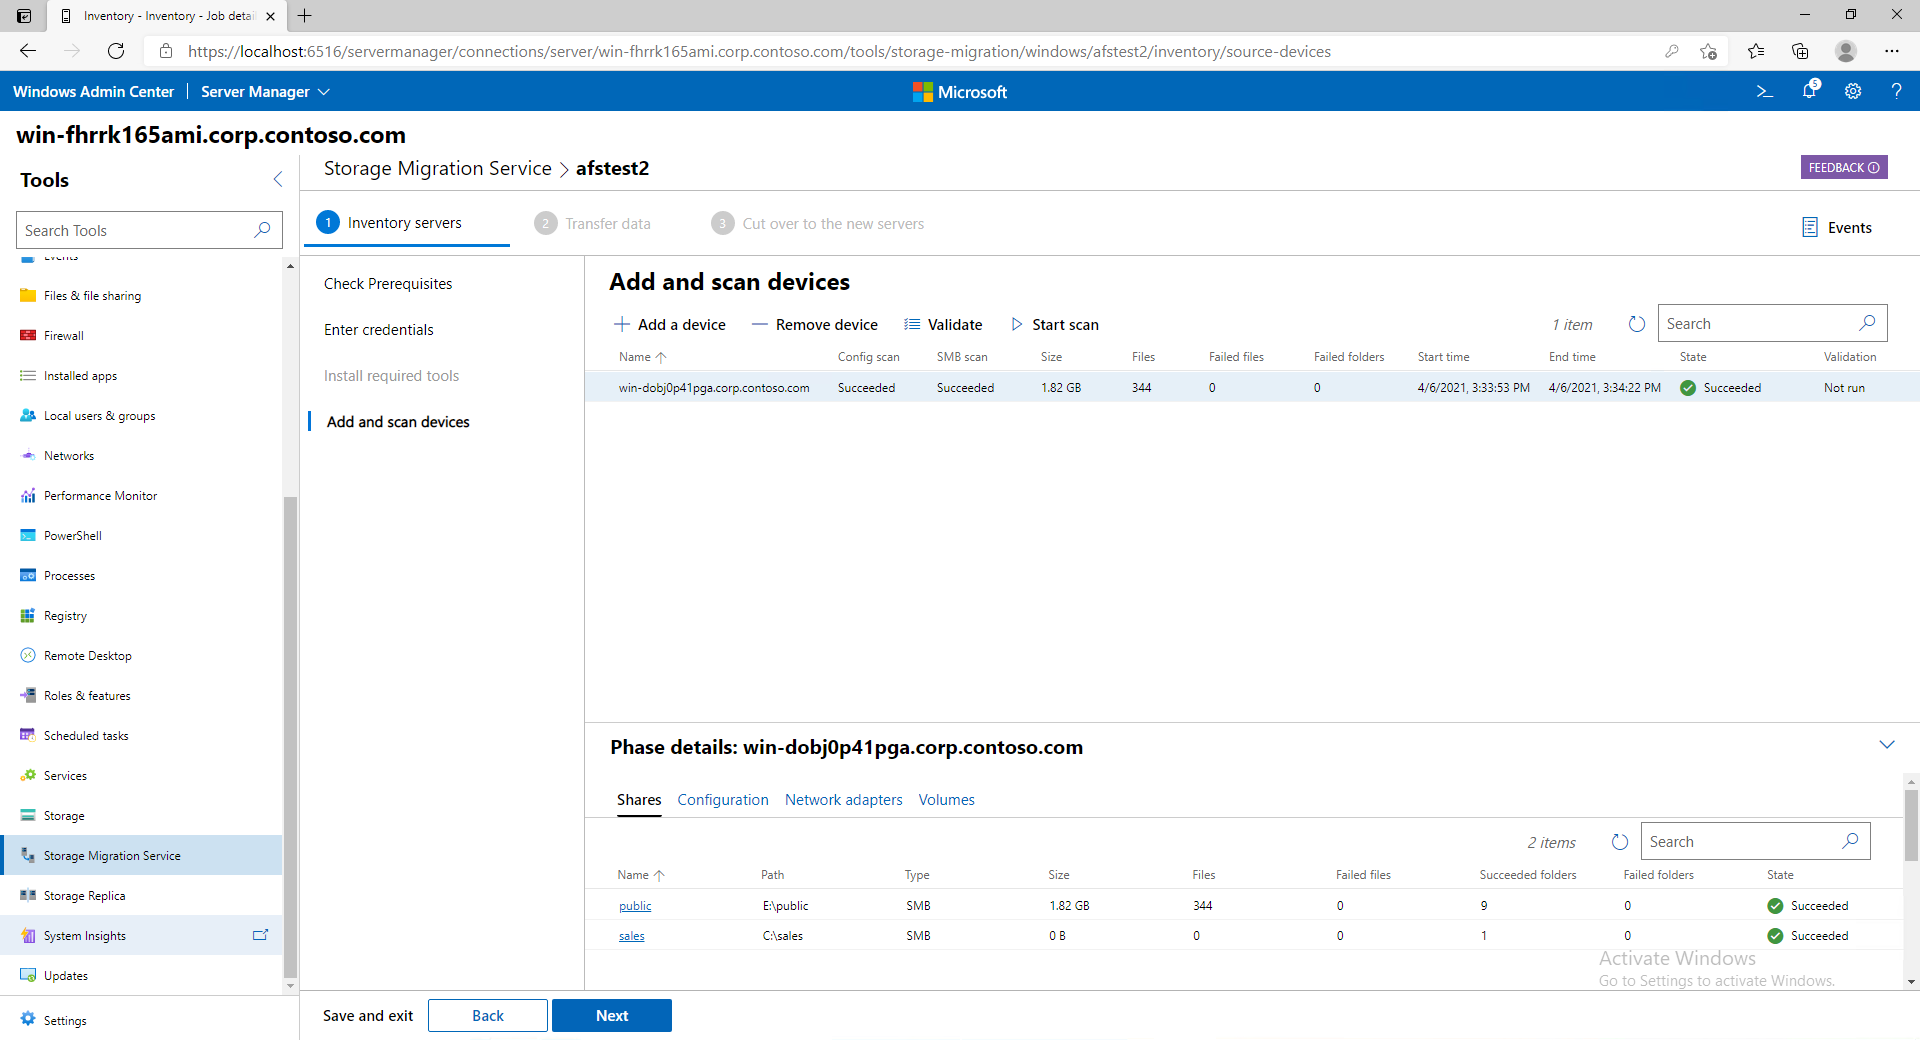 Inventory - Inventory - Job detai
https://localhost:6516/servermanager/connections/server/win-fhrrk165ami.corp.contoso.com/tools/storage-migration/windows/afstest2/inventory/source-devices
Windows Admin Center | Server Manager
Microsoft
5
?
win-fhrrk165ami.corp.contoso.com
Tools
Search Tools
Events
Files & file sharing
Firewall
Installed apps
Local users & groups
Networks
Performance Monitor
PowerShell
Processes
Registry
Remote Desktop
Roles & features
Scheduled tasks
Services
Storage
Storage Migration Service
Storage Replica
System Insights
Updates
Settings
Storage Migration Service > afstest2
FEEDBACK
1 Inventory servers
2 Transfer data
3 Cut over to the new servers
Events
Check Prerequisites
Enter credentials
Install required tools
Add and scan devices
Add and scan devices
Add a device
Remove device
Validate
Start scan
1 item
Search
Name Config scan SMB scan Size Files Failed files Failed folders Start time End time State Validation
win-dobj0p41pga.corp.contoso.com Succeeded Succeeded 1.82 GB 344 0 0 4/6/2021, 3:33:53 PM 4/6/2021, 3:34:22 PM Succeeded Not run
Phase details: win-dobj0p41pga.corp.contoso.com
Shares Configuration Network adapters Volumes
2 items
Search
Name Path Type Size Files Failed files Succeeded folders Failed folders State
public E:\public SMB 1.82 GB 344 0 9 0 Succeeded
sales C:\sales SMB 0 B 0 0 1 0 Succeeded
Activate Windows
Go to Settings to activate Windows.
Save and exit
Back
Next